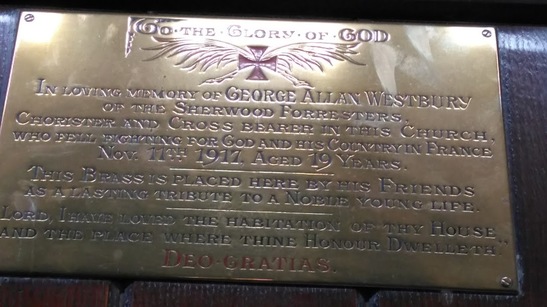 TO·THE·GLORY·OF·GOD
IN LOVING MEMORY OF GEORGE ALLAN WESTBURY
OF THE SHERWOOD FORRESTERS.
CHORISTER AND CROSS BEARER IN THIS CHURCH,
WHO FELL FIGHTING FOR GOD AND HIS COUNTRY IN FRANCE
NOV. 11TH 1917. AGED 19 YEARS.
THIS BRASS IS PLACED HERE BY HIS FRIENDS
AS A LASTING TRIBUTE TO A NOBLE YOUNG LIFE.
LORD, I HAVE LOVED THE HABITATION OF THY HOUSE,
AND THE PLACE WHERE THINE HONOUR DWELLETH."
DEO·GRATIAS.